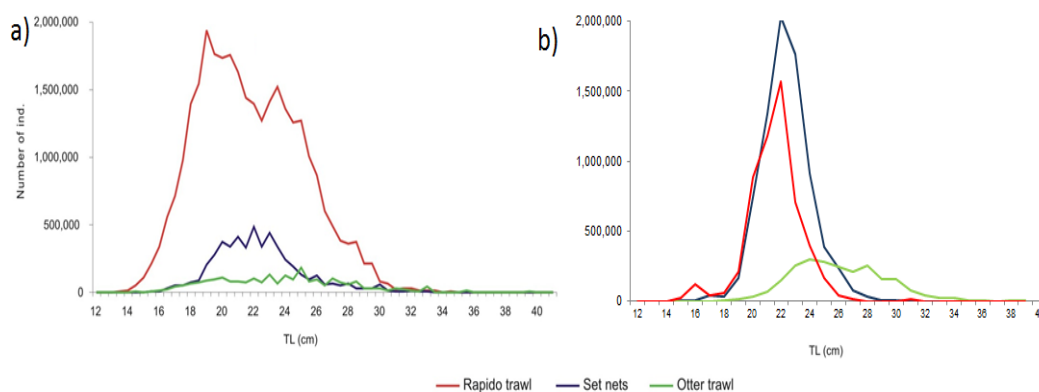 a)
2,000,000
1,500,000
1,000,000
500,000
0
Number of ind.
12 14 16 18 20 22 24 26 28 30 32 34 36 38 40
TL (cm)
b)
2,000,000
1,500,000
1,000,000
500,000
0
12 14 16 18 20 22 24 26 28 30 32 34 36 38 4
TL (cm)
Rapido trawl Set nets Otter trawl